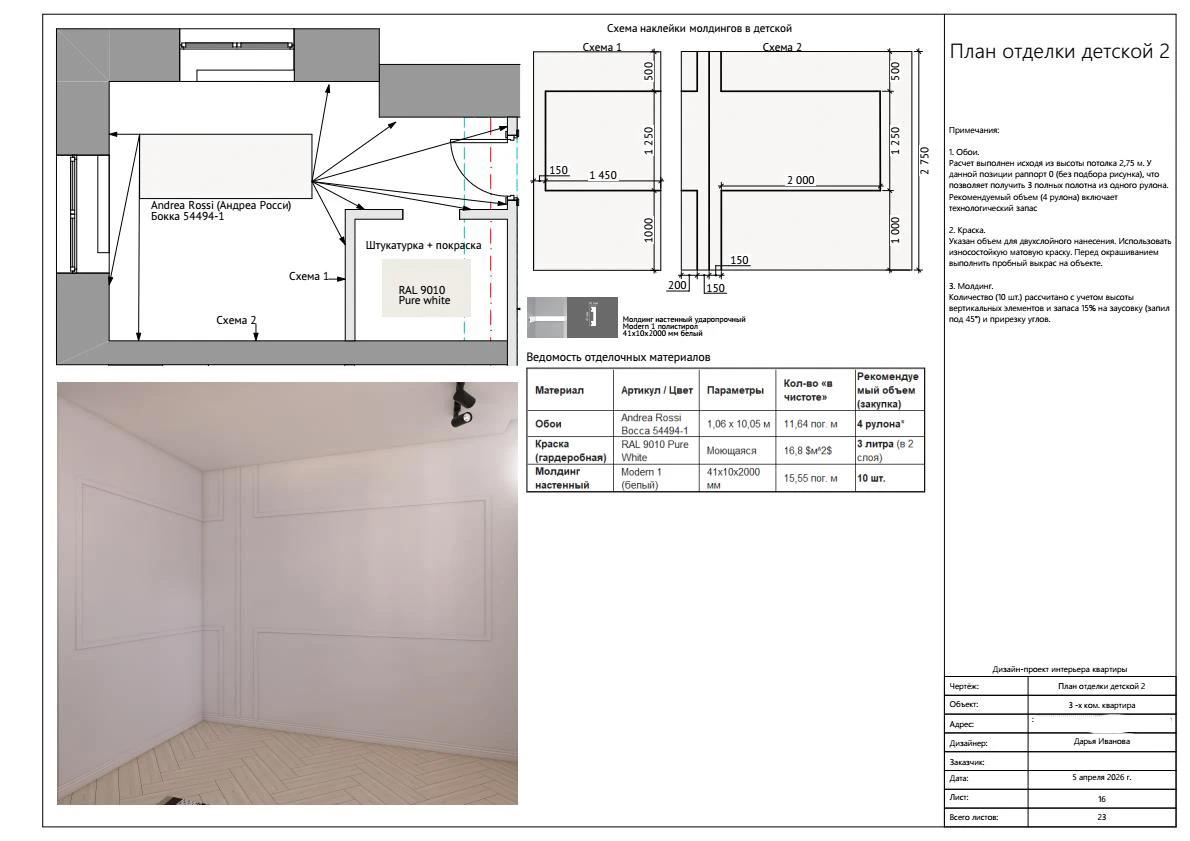 Andrea Rossi (Андреа Росси)
Бокка 54494-1
Штукатурка + покраска
Схема 1
RAL 9010
Pure white
Схема 2
Схема наклейки молдингов в детской
Схема 1
Схема 2
500
1 250
1000
150
1 450
500
1 250
1 000
2 750
2 000
150
200
150
Молдинг настенный ударопрочный
Modern 1 полистирол
41х10х2000 мм белый
Ведомость отделочных материалов
Материал
Артикул / Цвет
Параметры
Кол-во «в
чистоте»
Рекомендуе
мый объем
(закупка)
Обои
Andrea Rossi
Bocca 54494-1
1,06 x 10,05 м
11,64 пог. м
4 рулона*
Краска
(гардеробная)
RAL 9010 Pure
White
Моющаяся
16,8 $м^2$
3 литра (в 2
слоя)
Молдинг
настенный
Modern 1
(белый)
41x10x2000
мм
15,55 пог. м
10 шт.
План отделки детской 2
Примечания:
1. Обои.
Расчет выполнен исходя из высоты потолка 2,75 м. У
данной позиции раппорт 0 (без подбора рисунка), что
позволяет получить 3 полных полотна из одного рулона.
Рекомендуемый объем (4 рулона) включает
технологический запас
2. Краска.
Указан объем для двухслойного нанесения. Использовать
износостойкую матовую краску. Перед окрашиванием
выполнить пробный выкрас на объекте.
3. Молдинг.
Количество (10 шт.) рассчитано с учетом высоты
вертикальных элементов и запаса 15% на заусовку (запил
под 45°) и прирезку углов.
Дизайн-проект интерьера квартиры
Чертёж:
План отделки детской 2
Объект:
3 -х ком. квартира
Адрес:
Дизайнер:
Дарья Иванова
Заказчик:
Дата:
5 апреля 2026 г.
Лист:
16
Всего листов:
23